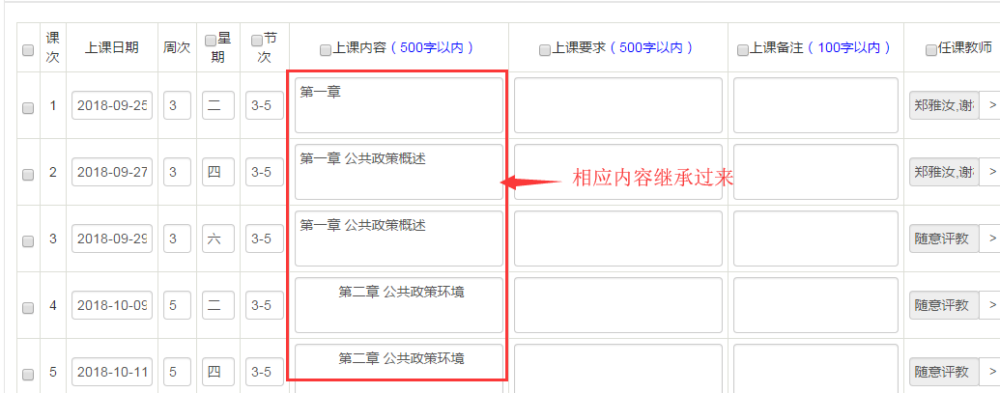 课次 上课日期 周次 星期 节次 上课内容（500字以内） 上课要求（500字以内） 上课备注（100字以内） 任课教师
1 2018-09-25 3 二 3-5 第一章 郑雅汝,谢 >
2 2018-09-27 3 四 3-5 第一章 公共政策概述 郑雅汝,谢 >
相应内容继承过来
3 2018-09-29 3 六 3-5 第一章 公共政策概述 随意评教 >
4 2018-10-09 5 二 3-5 第二章 公共政策环境 随意评教 >
5 2018-10-11 5 四 3-5 第二章 公共政策环境 随意评教 >